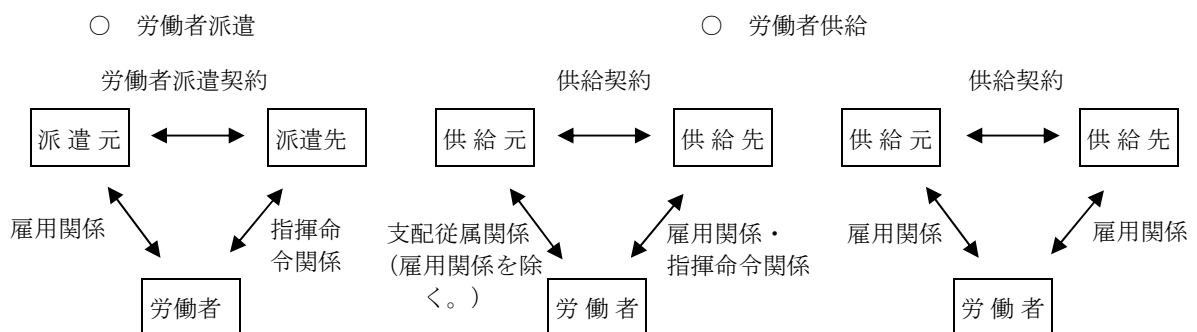 ○ 労働者派遣
○ 労働者供給
労働者派遣契約
供給契約
供給契約
派遣元
派遣先
供給元
供給先
供給元
供給先
雇用関係
指揮命
令関係
支配従属関係
(雇用関係を除
く。)
雇用関係・
指揮命令関係
雇用関係
雇用関係
労働者
労働者
労働者